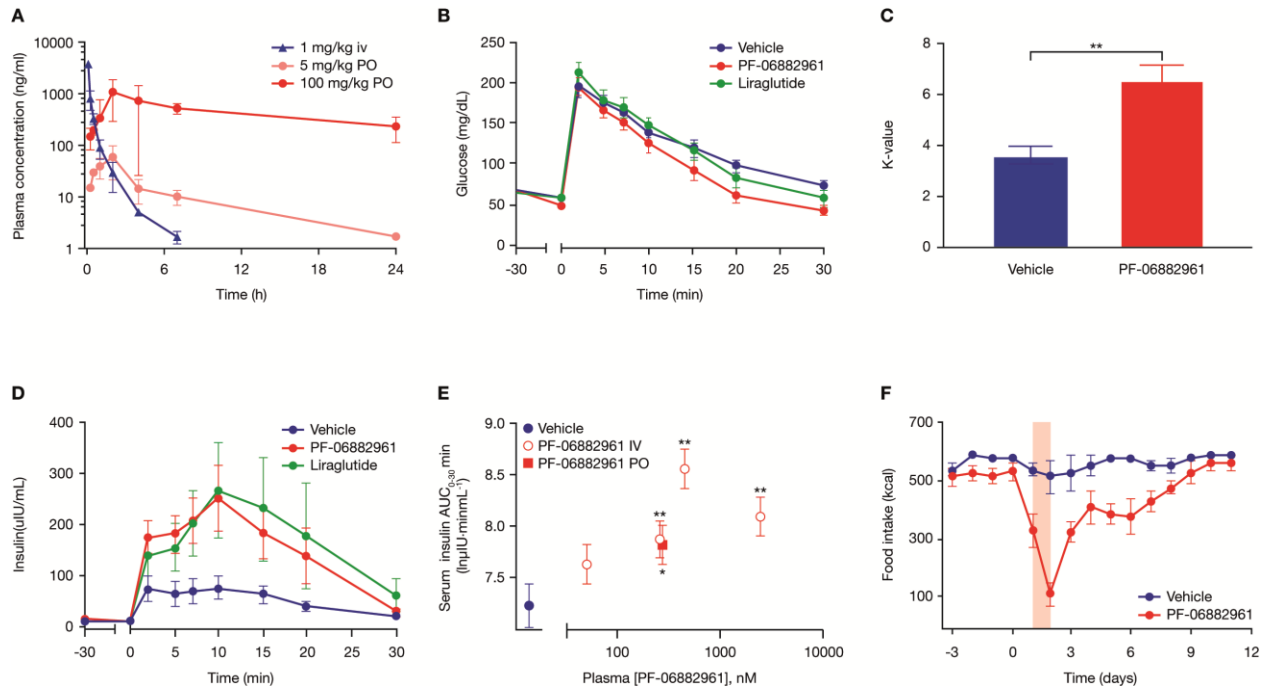 A
Plasma concentration (ng/ml)
10000
1000
100
10
1
1 mg/kg iv
5 mg/kg PO
100 mg/kg PO
0 6 12 18 24
Time (h)
B
Glucose (mg/dL)
250
200
150
100
50
0
Vehicle
PF-06882961
Liraglutide
-30 0 5 10 15 20 30
Time (min)
C
K-value
8
6
4
2
0
**
Vehicle PF-06882961
D
Insulin(uIU/mL)
400
300
200
100
0
Vehicle
PF-06882961
Liraglutide
-30 0 5 10 15 20 30
Time (min)
E
Serum insulin AUC0-30 min
(lnµIU·minmL⁻¹)
9.0
8.5
8.0
7.5
Vehicle
PF-06882961 IV
PF-06882961 PO
**
**
**
*
100 1000 10000
Plasma [PF-06882961], nM
F
Food intake (kcal)
700
500
300
100
Vehicle
PF-06882961
-3 0 3 6 9 12
Time (days)